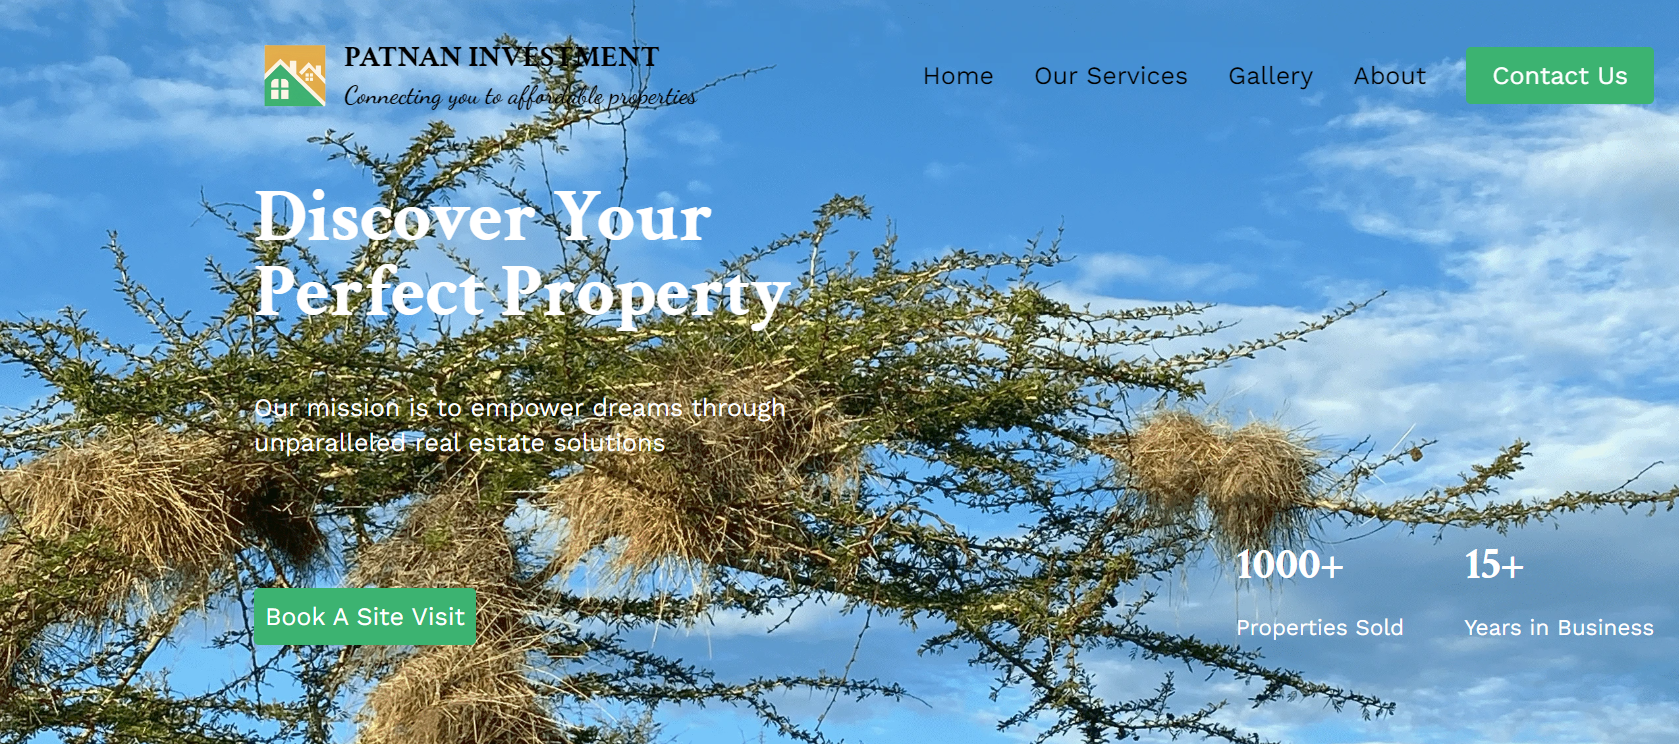 PATNAN INVESTMENT
Connecting you to affordable properties
Home
Our Services
Gallery
About
Contact Us
Discover Your
Perfect Property
Our mission is to empower dreams through
unparalleled real estate solutions
Book A Site Visit
1000+
Properties Sold
15+
Years in Business